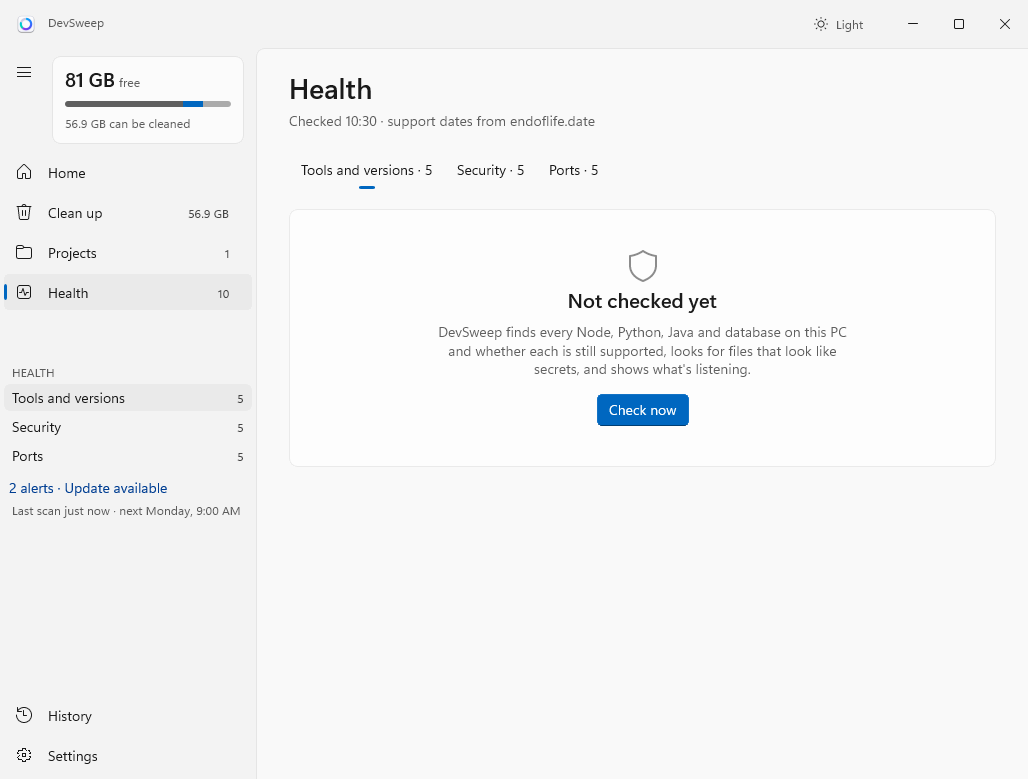 DevSweep
Light
81 GB free
56.9 GB can be cleaned
Home
Clean up 56.9 GB
Projects 1
Health 10
HEALTH
Tools and versions 5
Security 5
Ports 5
2 alerts · Update available
Last scan just now · next Monday, 9:00 AM
History
Settings
Health
Checked 10:30 · support dates from endoflife.date
Tools and versions · 5 Security · 5 Ports · 5
Not checked yet
DevSweep finds every Node, Python, Java and database on this PC
and whether each is still supported, looks for files that look like
secrets, and shows what's listening.
Check now